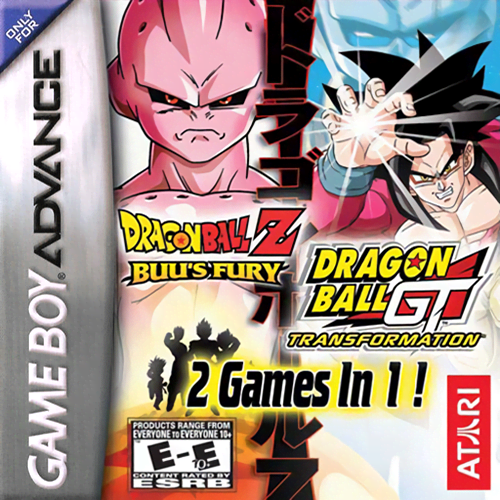 ONLY
FOR
GAME BOY ADVANCE
ドラゴンボール
DRAGON BALL Z
BUU'S FURY
DRAGON
BALL GT
TRANSFORMATION
2 Games In 1 !
PRODUCTS RANGE FROM
EVERYONE TO EVERYONE 10+
E-E
10+
CONTENT RATED BY
ESRB
ATARI